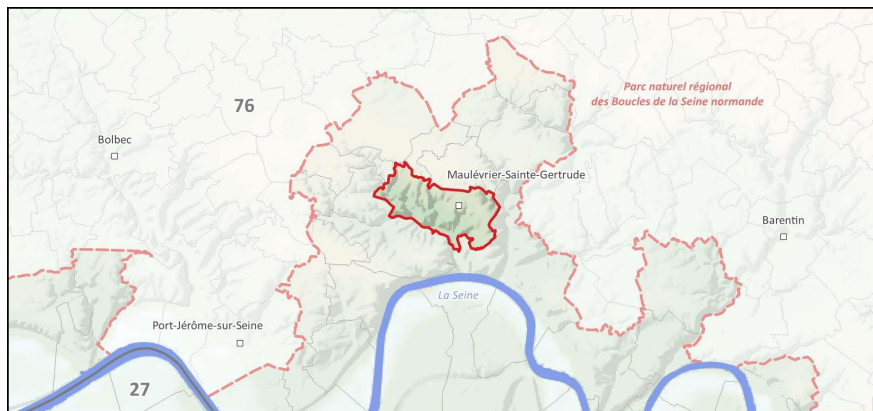 Parc naturel régional
des Boucles de la Seine normande
76
Bolbec
Maulévrier-Sainte-Gertrude
Barentin
La Seine
Port-Jérôme-sur-Seine
27